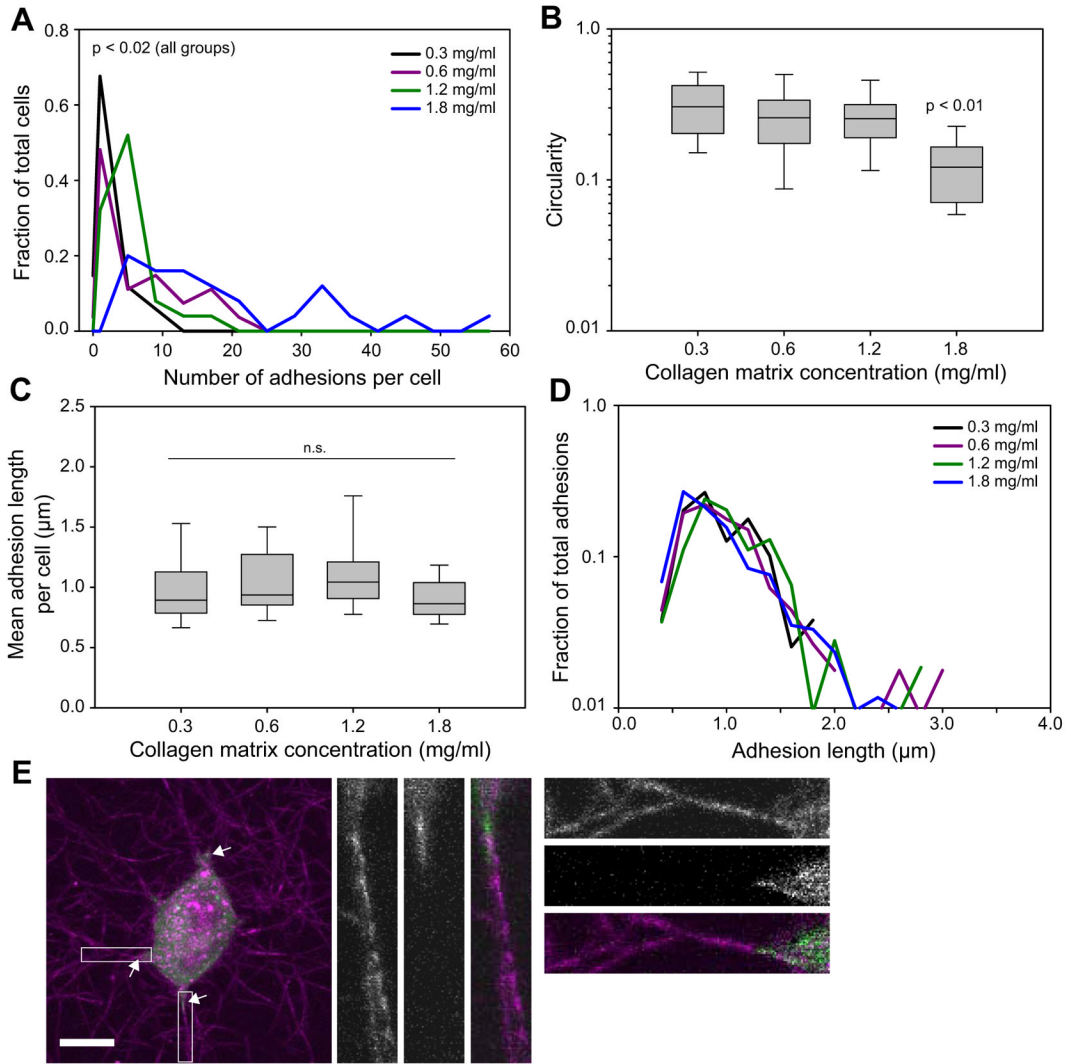 A
p < 0.02 (all groups)
0.3 mg/ml
0.6 mg/ml
1.2 mg/ml
1.8 mg/ml
0.8
0.6
0.4
0.2
0.0
Fraction of total cells
0 10 20 30 40 50 60
Number of adhesions per cell
B
1.0
0.1
0.01
Circularity
p < 0.01
0.3 0.6 1.2 1.8
Collagen matrix concentration (mg/ml)
C
2.5
2.0
1.5
1.0
0.5
0.0
Mean adhesion length
per cell (μm)
n.s.
0.3 0.6 1.2 1.8
Collagen matrix concentration (mg/ml)
D
1.0
0.1
0.01
Fraction of total adhesions
0.3 mg/ml
0.6 mg/ml
1.2 mg/ml
1.8 mg/ml
0.0 1.0 2.0 3.0 4.0
Adhesion length (μm)
E